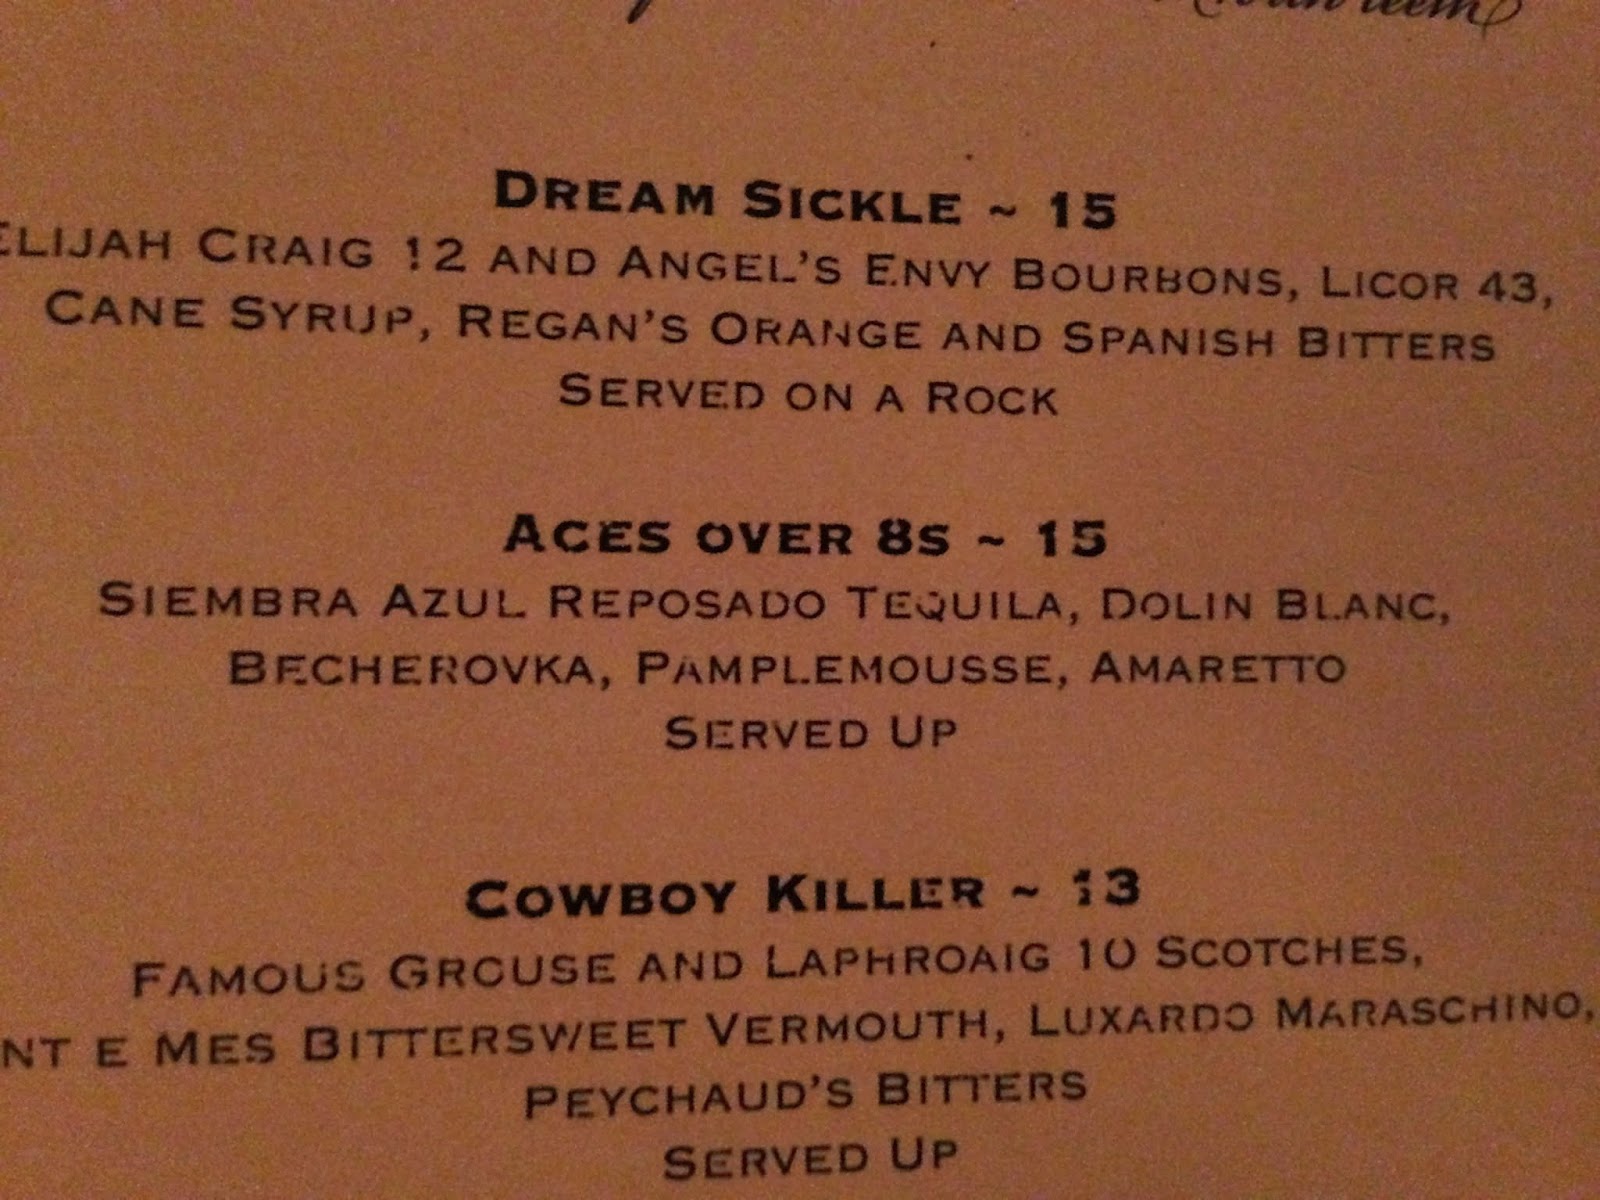 DREAM SICKLE ~ 15
ELIJAH CRAIG 12 AND ANGEL'S ENVY BOURBONS, LICOR 43,
CANE SYRUP, REGAN'S ORANGE AND SPANISH BITTERS
SERVED ON A ROCK
ACES OVER 8S ~ 15
SIEMBRA AZUL REPOSADO TEQUILA, DOLIN BLANC,
BECHEROVKA, PAMPLEMOUSSE, AMARETTO
SERVED UP
COWBOY KILLER ~ 13
FAMOUS GROUSE AND LAPHROAIG 10 SCOTCHES,
NT E MES BITTERSWEET VERMOUTH, LUXARDO MARASCHINO,
PEYCHAUD'S BITTERS
SERVED UP